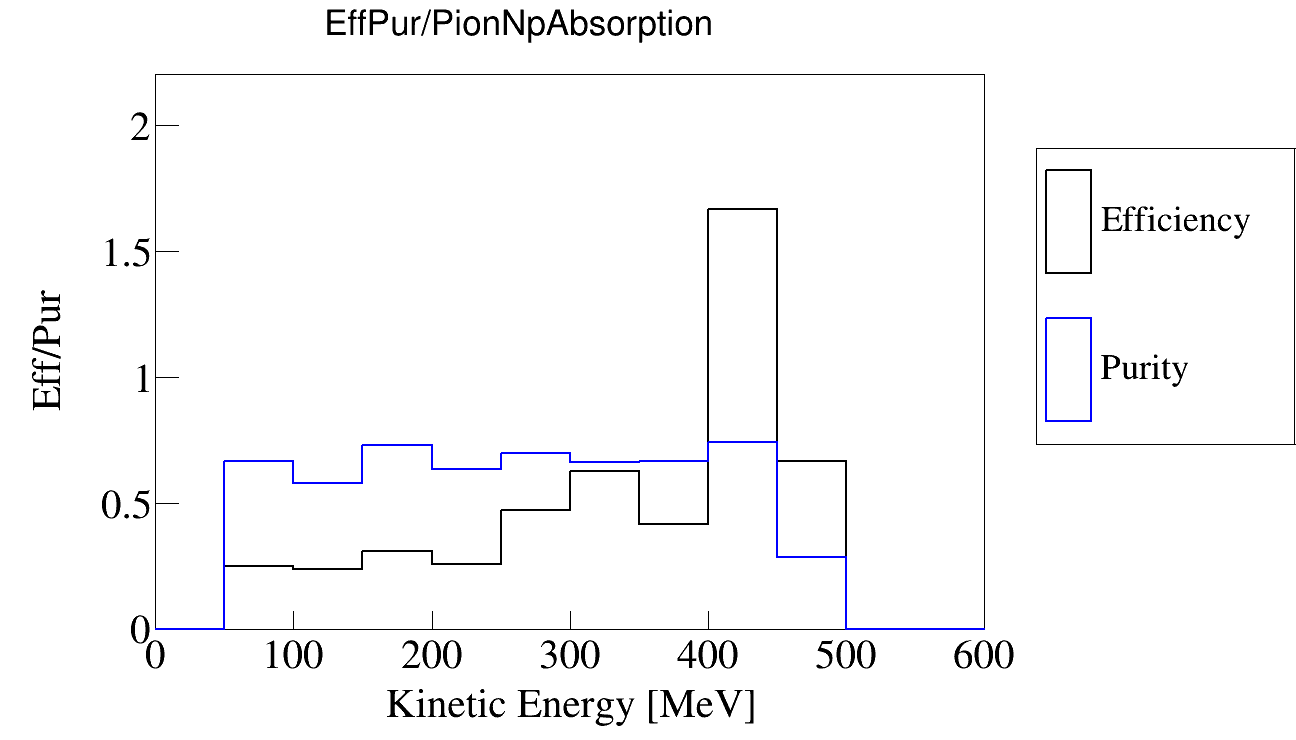 EffPur/PionNpAbsorption
2
1.5
1
0.5
0
0 100 200 300 400 500 600
Eff/Pur
Kinetic Energy [MeV]
Efficiency
Purity